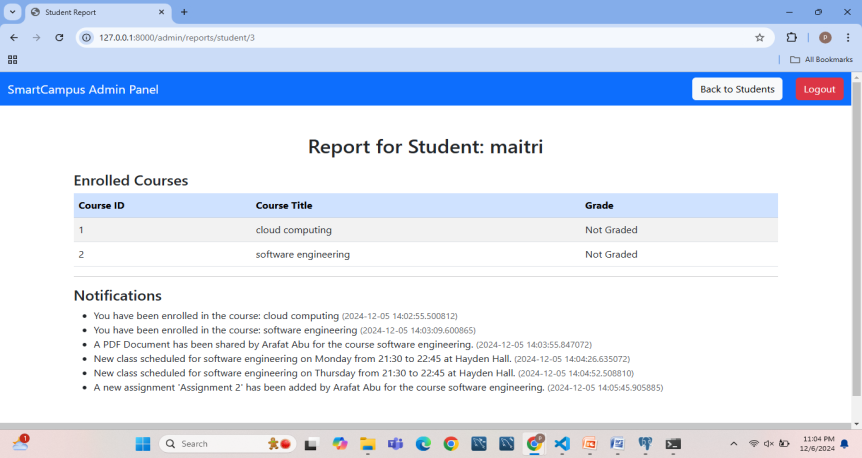 Student Report
127.0.0.1:8000/admin/reports/student/3
P
All Bookmarks
SmartCampus Admin Panel
Back to Students
Logout
Report for Student: maitri
Enrolled Courses
Course ID Course Title Grade
1 cloud computing Not Graded
2 software engineering Not Graded
Notifications
You have been enrolled in the course: cloud computing (2024-12-05 14:02:55.500812)
You have been enrolled in the course: software engineering (2024-12-05 14:03:09.600865)
A PDF Document has been shared by Arafat Abu for the course software engineering. (2024-12-05 14:03:55.847072)
New class scheduled for software engineering on Monday from 21:30 to 22:45 at Hayden Hall. (2024-12-05 14:04:26.635072)
New class scheduled for software engineering on Thursday from 21:30 to 22:45 at Hayden Hall. (2024-12-05 14:04:52.508810)
A new assignment 'Assignment 2' has been added by Arafat Abu for the course software engineering. (2024-12-05 14:05:45.905885)
1
Search
11:04 PM
12/6/2024